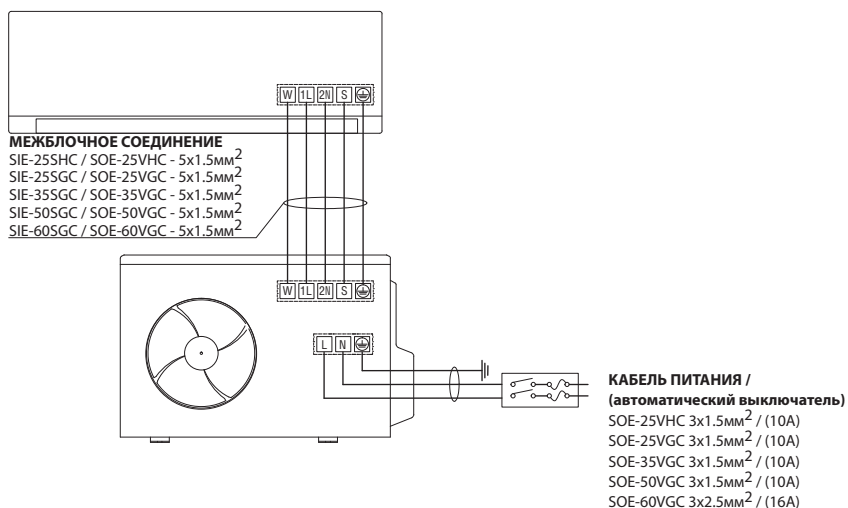 W 1L 2N S
МЕЖБЛОЧНОЕ СОЕДИНЕНИЕ
SIE-25SHC / SOE-25VHC - 5x1.5мм2
SIE-25SGC / SOE-25VGC - 5x1.5мм2
SIE-35SGC / SOE-35VGC - 5x1.5мм2
SIE-50SGC / SOE-50VGC - 5x1.5мм2
SIE-60SGC / SOE-60VGC - 5x1.5мм2
W 1L 2N S
L N
КАБЕЛЬ ПИТАНИЯ /
(автоматический выключатель)
SOE-25VHC 3x1.5мм2 / (10A)
SOE-25VGC 3x1.5мм2 / (10A)
SOE-35VGC 3x1.5мм2 / (10A)
SOE-50VGC 3x1.5мм2 / (10A)
SOE-60VGC 3x2.5мм2 / (16A)